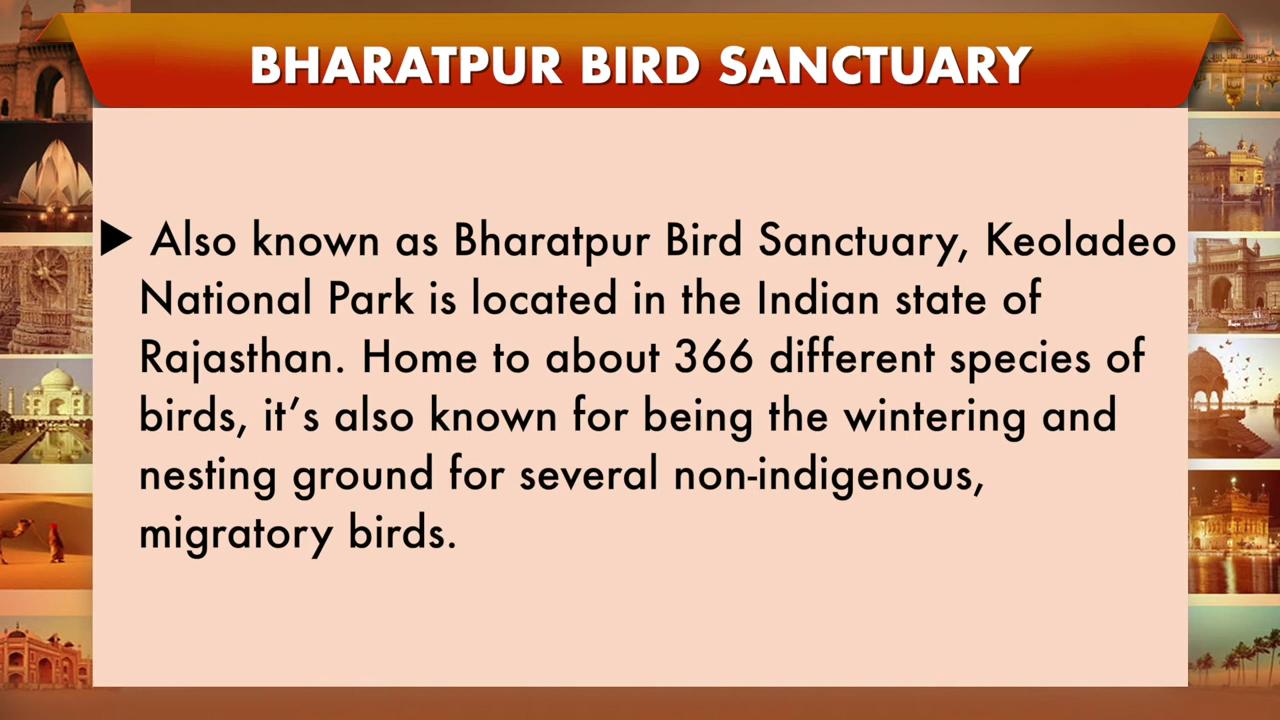 BHARATPUR BIRD SANCTUARY
▶ Also known as Bharatpur Bird Sanctuary, Keoladeo
National Park is located in the Indian state of
Rajasthan. Home to about 366 different species of
birds, it’s also known for being the wintering and
nesting ground for several non-indigenous,
migratory birds.